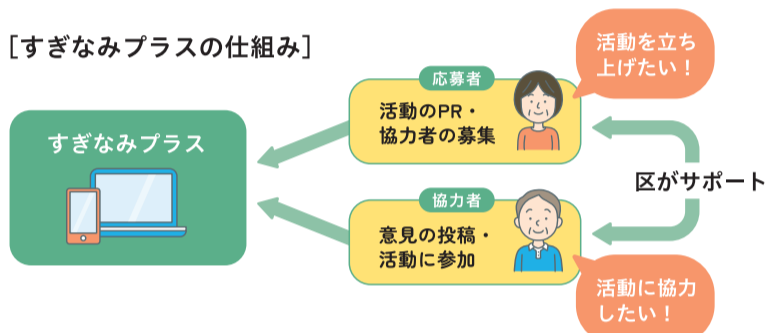 [すぎなみプラスの仕組み]
すぎなみプラス
応募者
活動のPR・
協力者の募集
活動を立ち
上げたい！
協力者
意見の投稿・
活動に参加
活動に協力
したい！
区がサポート